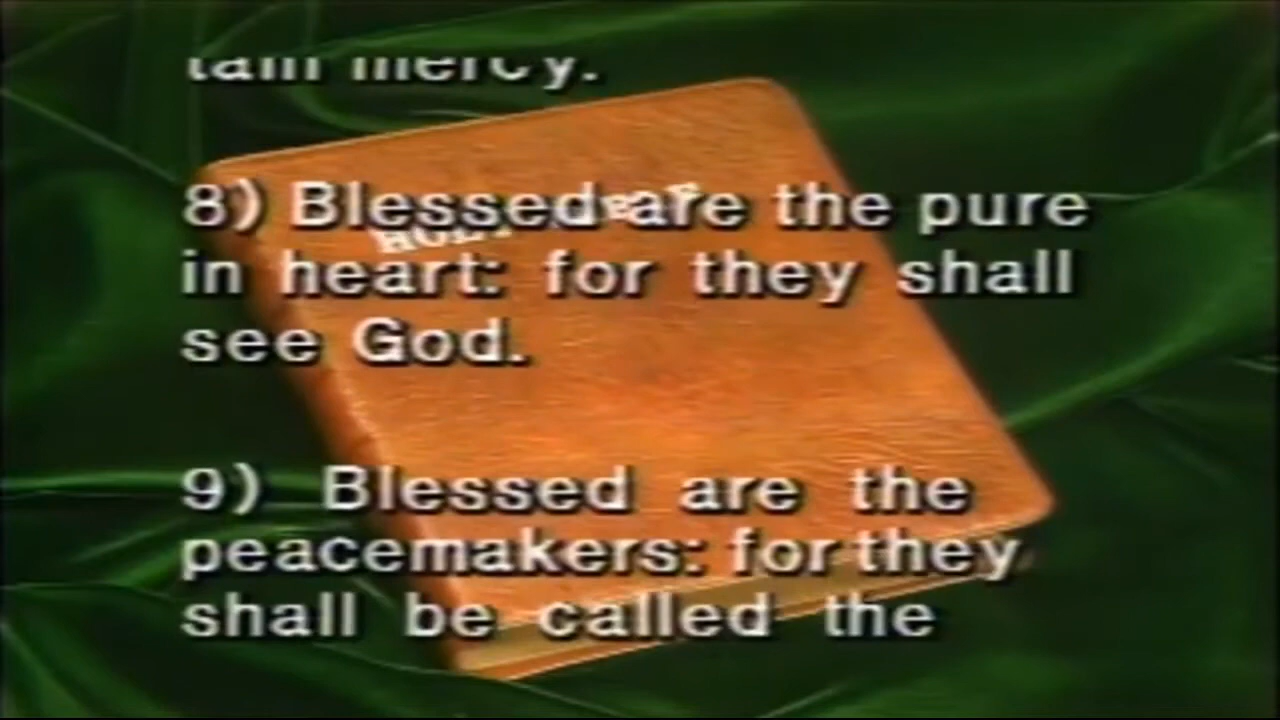 tain mercy.
8) Blessed are the pure
in heart: for they shall
see God.
9) Blessed are the
peacemakers: for they
shall be called the